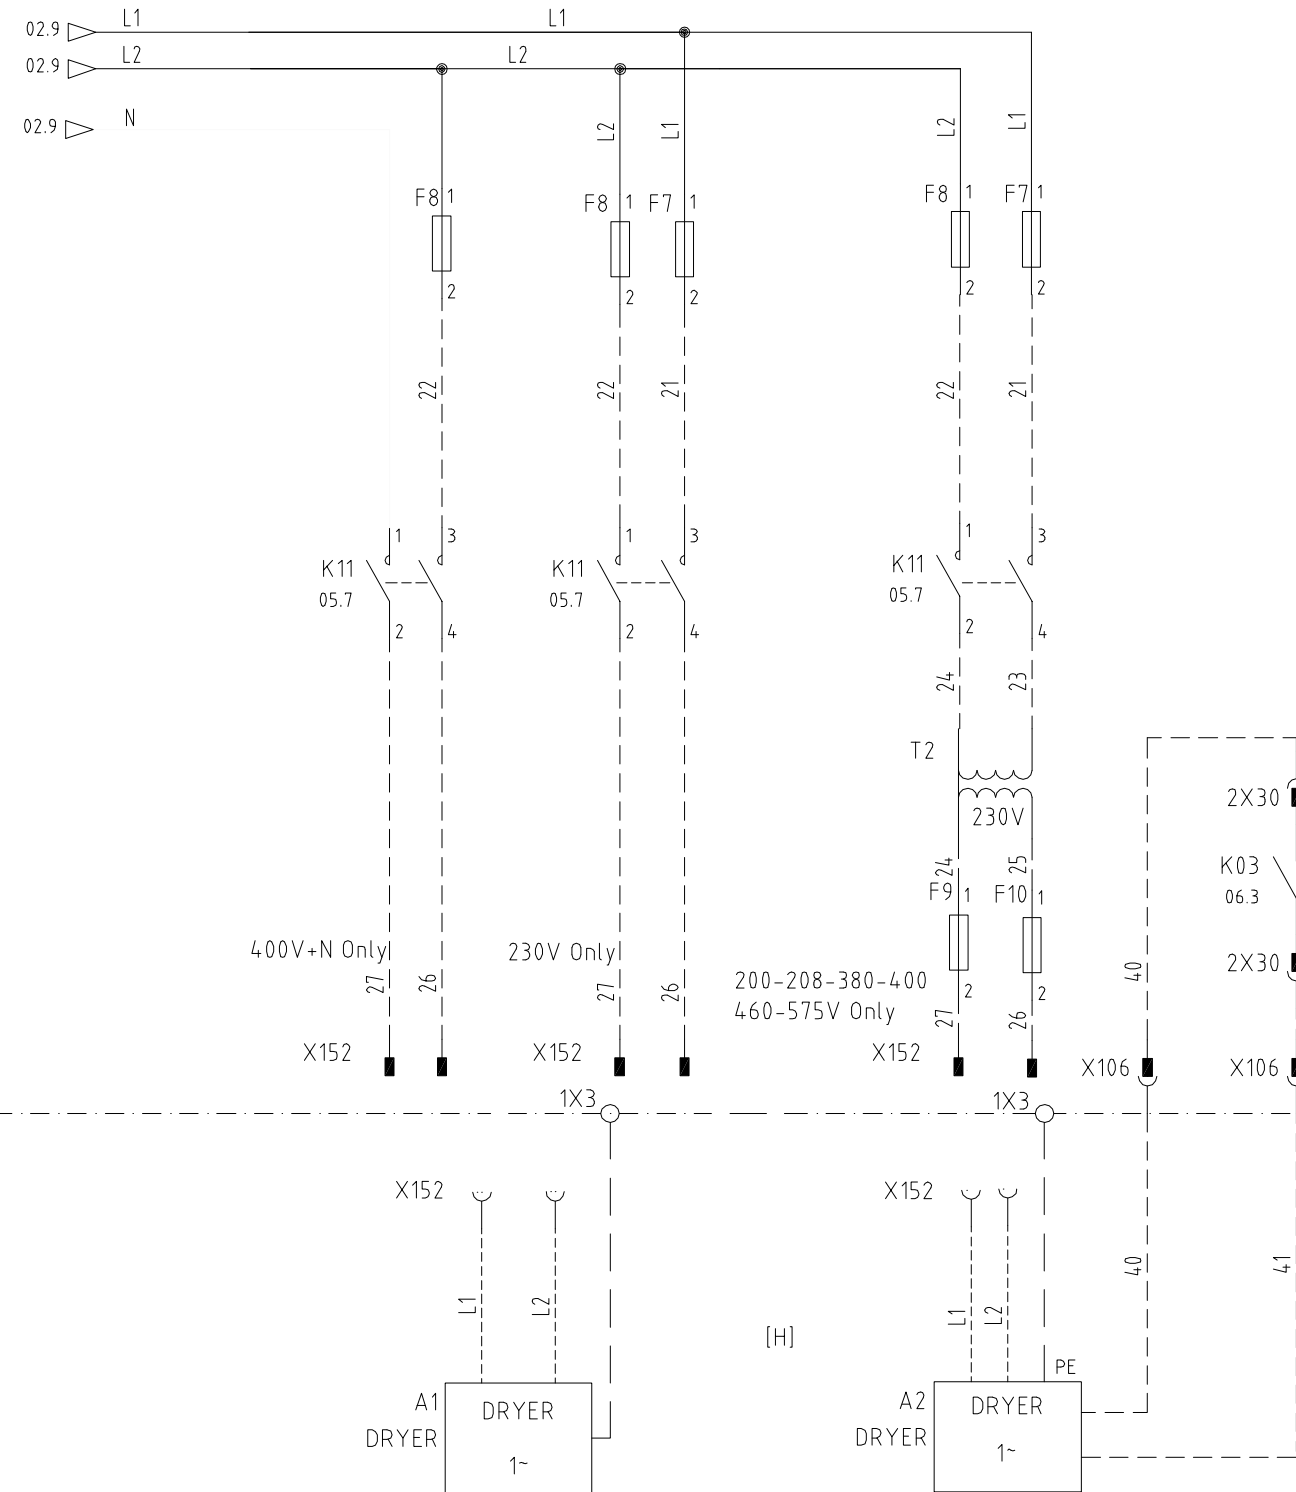 L1 L1
02.9
L2 L2
02.9
N
02.9
L2 L1 L2 L1
F8 1 F8 1 F7 1 F8 1 F7 1
2 2 2 2 2
22 22 21 22 21
1 3 1 3 1 3
K11 K11 K11
05.7 05.7 05.7
2 4 2 4 2 4
24 23
T2
230V
2X30
24 25
K03
06.3
F9 1 F10 1
400V+N Only 230V Only
2X30
27 26 27 26
200-208-380-400 2 2
460-575V Only 27 26
40
X152 X152 X152 X106 X106
1X3 1X3
X152 X152
40 41
L1 L2 L1 L2
[H]
PE
A1 DRYER A2 DRYER
DRYER DRYER
1~ 1~